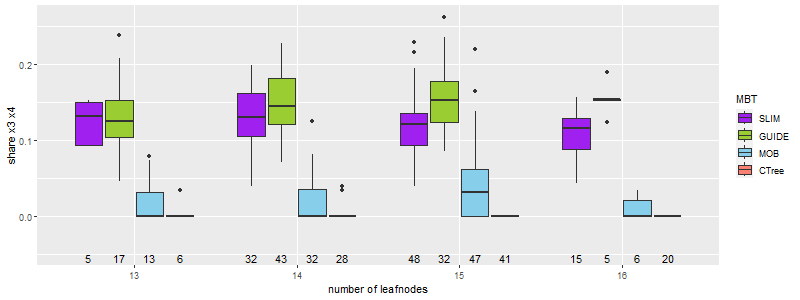 share x3 x4
0.2
0.1
0.0
5 17 13 6 32 43 32 28 48 32 47 41 15 5 6 20
13 14 15 16
number of leafnodes
MBT
SLIM
GUIDE
MOB
CTree